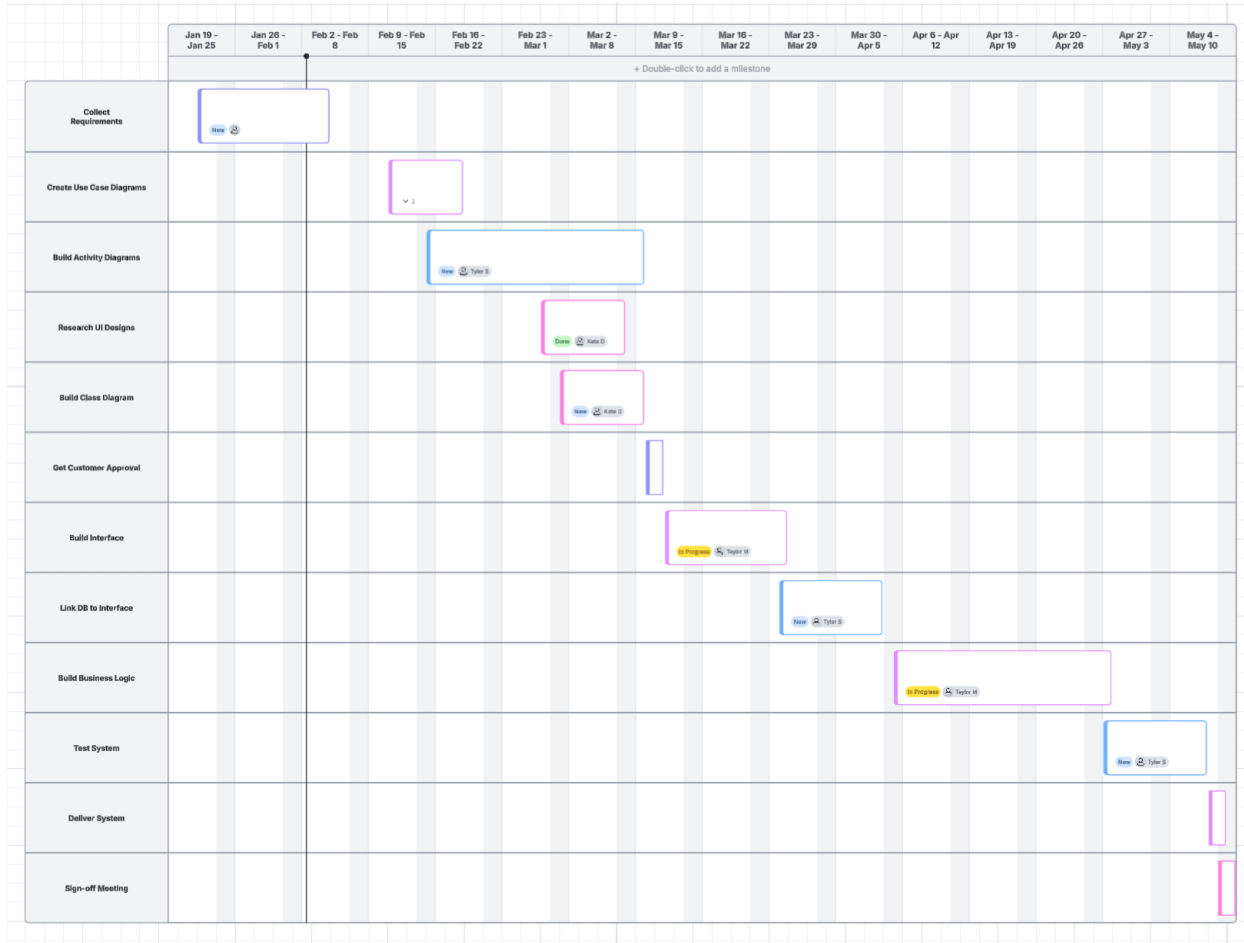 Jan 19 -
Jan 25
Jan 26 -
Feb 1
Feb 2 - Feb
8
Feb 9 - Feb
15
Feb 16 -
Feb 22
Feb 23 -
Mar 1
Mar 2 -
Mar 8
Mar 9 -
Mar 15
Mar 16 -
Mar 22
Mar 23 -
Mar 29
Mar 30 -
Apr 5
Apr 6 - Apr
12
Apr 13 -
Apr 19
Apr 20 -
Apr 26
Apr 27 -
May 3
May 4 -
May 10
+ Double-click to add a milestone
Collect
Requirements
New
Create Use Case Diagrams
2
Build Activity Diagrams
New Tyler S
Research UI Designs
Done Kate D
Build Class Diagram
New Kate D
Get Customer Approval
Build Interface
In Progress Taylor M
Link DB to Interface
New Tyler S
Build Business Logic
In Progress Taylor M
Test System
New Tyler S
Deliver System
Sign-off Meeting